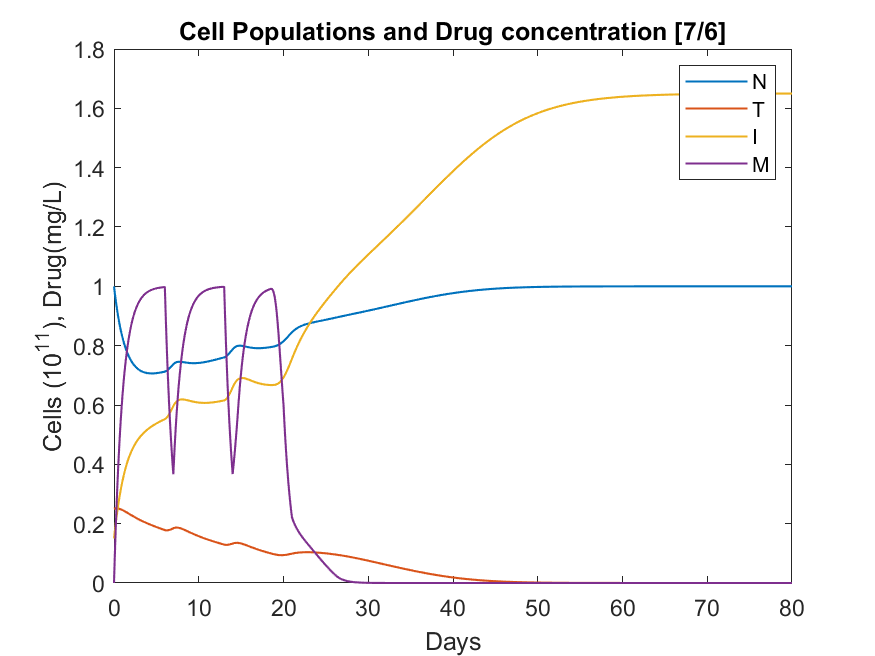 Cell Populations and Drug concentration [7/6]
Cells (10^11), Drug(mg/L)
1.8
1.6
1.4
1.2
1
0.8
0.6
0.4
0.2
0
N
T
I
M
0 10 20 30 40 50 60 70 80
Days